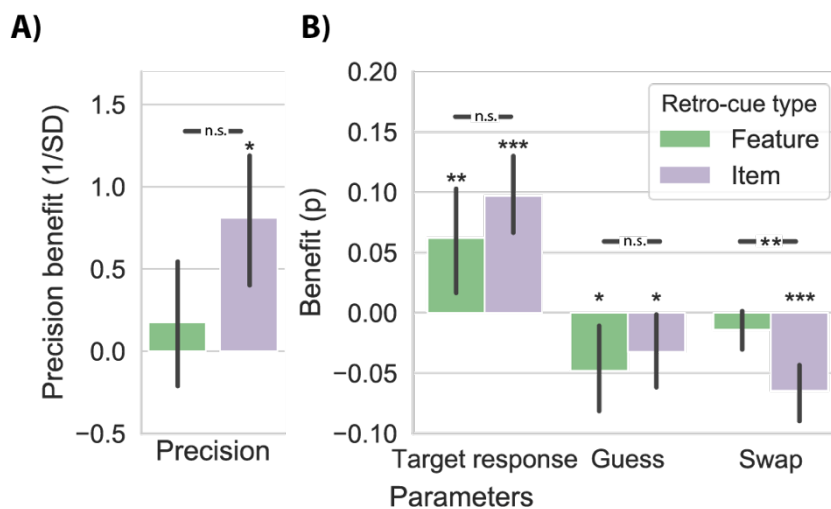 A)
Precision benefit (1/SD)
1.5
1.0
0.5
0.0
−0.5
n.s.
*
Precision
B)
Benefit (p)
0.20
0.15
0.10
0.05
0.00
−0.05
−0.10
Retro-cue type
Feature
Item
n.s.
** ***
n.s.
* *
**
***
Target response Guess Swap
Parameters